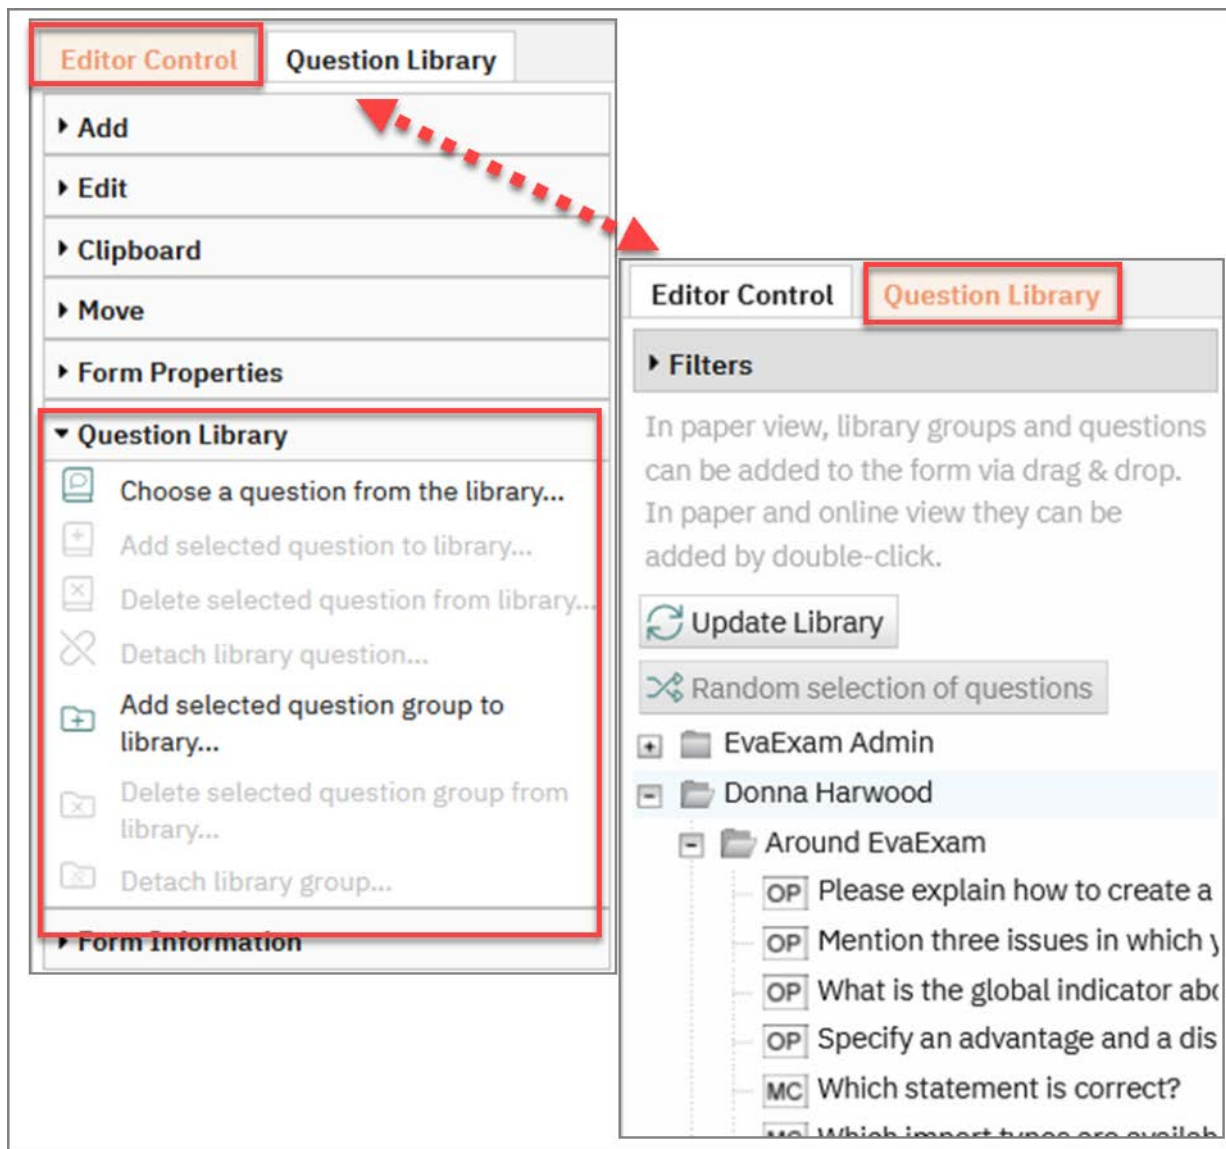 Editor Control
Question Library
Add
Edit
Clipboard
Move
Form Properties
Question Library
Choose a question from the library...
Add selected question to library...
Delete selected question from library...
Detach library question...
Add selected question group to
library...
Delete selected question group from
library...
Detach library group...
Form Information
Editor Control
Question Library
Filters
In paper view, library groups and questions
can be added to the form via drag & drop.
In paper and online view they can be
added by double-click.
Update Library
Random selection of questions
EvaExam Admin
Donna Harwood
Around EvaExam
OP Please explain how to create a
OP Mention three issues in which
OP What is the global indicator
OP Specify an advantage and a
MC Which statement is correct?
Which import types are